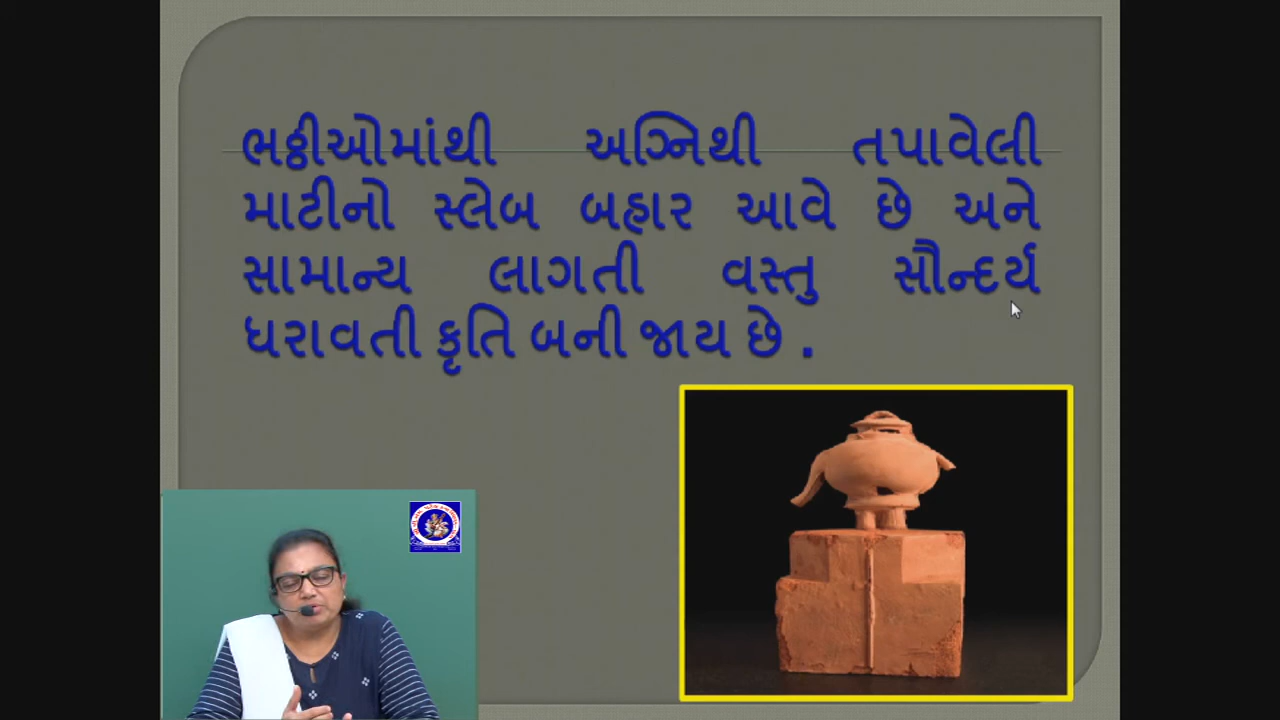 ભઠ્ઠીઓમાંથી અગ્નિથી તપાવેલી
માટીનો સ્લેબ બહાર આવે છે અને
સામાન્ય લાગતી વસ્તુ સૌન્દર્ય
ધરાવતી કૃતિ બની જાય છે .